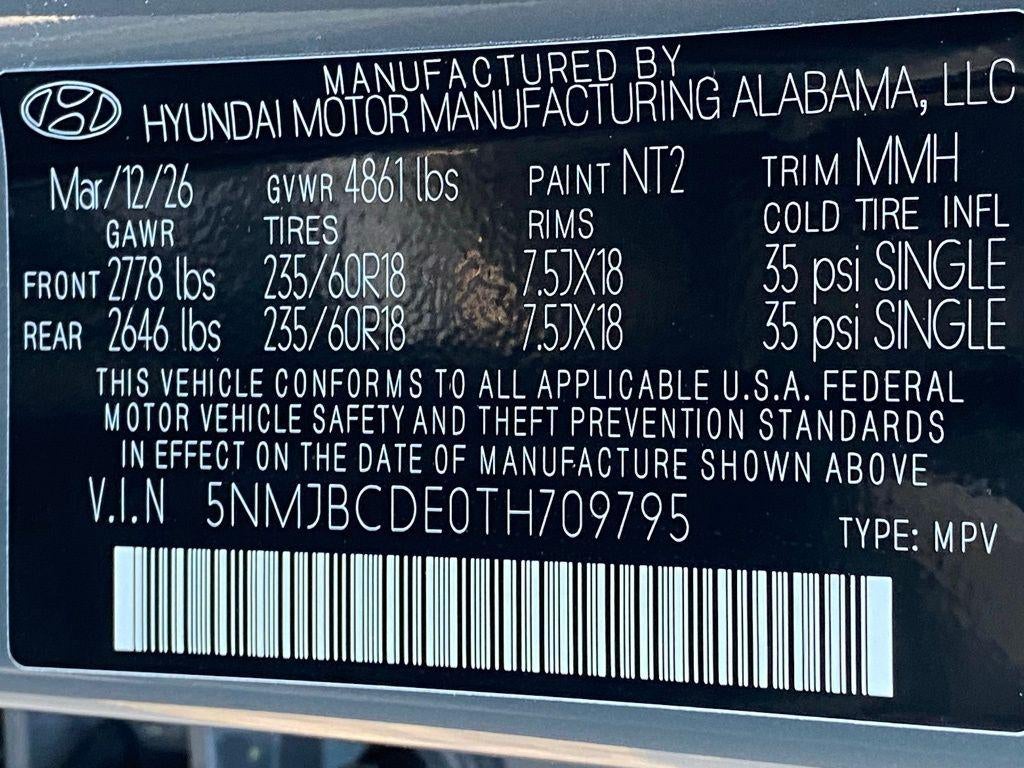 MANUFACTURED BY
HYUNDAI MOTOR MANUFACTURING ALABAMA, LLC
Mar/12/26 GVWR 4861 lbs PAINT NT2 TRIM MMH
GAWR TIRES RIMS COLD TIRE INFL
FRONT 2778 lbs 235/60R18 7.5JX18 35 psi SINGLE
REAR 2646 lbs 235/60R18 7.5JX18 35 psi SINGLE
THIS VEHICLE CONFORMS TO ALL APPLICABLE U.S.A. FEDERAL
MOTOR VEHICLE SAFETY AND THEFT PREVENTION STANDARDS
IN EFFECT ON THE DATE OF MANUFACTURE SHOWN ABOVE
V.I.N 5NMJBCDE0TH709795 TYPE: MPV